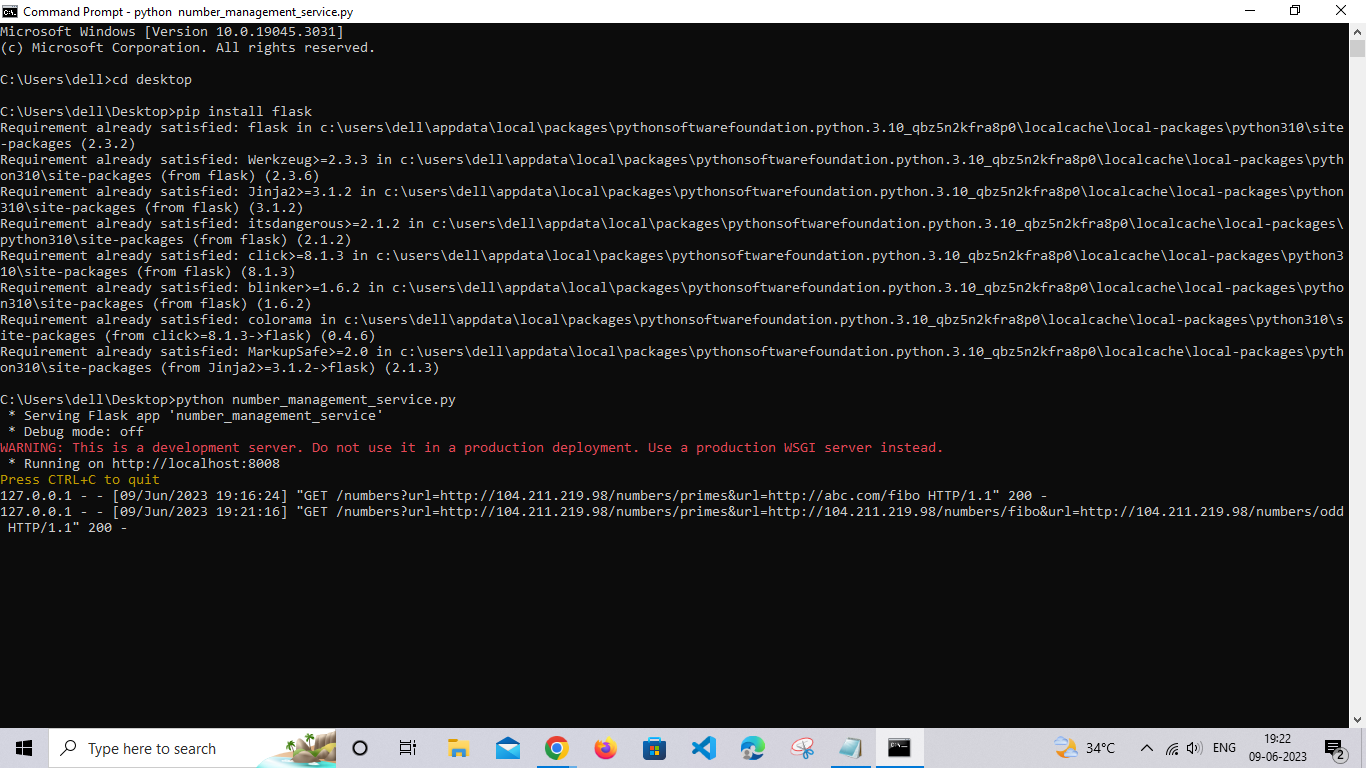 Command Prompt - python  number_management_service.py
Microsoft Windows [Version 10.0.19045.3031]
(c) Microsoft Corporation. All rights reserved.
C:\Users\dell>cd desktop
C:\Users\dell\Desktop>pip install flask
Requirement already satisfied: flask in c:\users\dell\appdata\local\packages\pythonsoftwarefoundation.python.3.10_qbz5n2kfra8p0\localcache\local-packages\python310\site
-packages (2.3.2)
Requirement already satisfied: Werkzeug>=2.3.3 in c:\users\dell\appdata\local\packages\pythonsoftwarefoundation.python.3.10_qbz5n2kfra8p0\localcache\local-packages\pyth
on310\site-packages (from flask) (2.3.6)
Requirement already satisfied: Jinja2>=3.1.2 in c:\users\dell\appdata\local\packages\pythonsoftwarefoundation.python.3.10_qbz5n2kfra8p0\localcache\local-packages\python
310\site-packages (from flask) (3.1.2)
Requirement already satisfied: itsdangerous>=2.1.2 in c:\users\dell\appdata\local\packages\pythonsoftwarefoundation.python.3.10_qbz5n2kfra8p0\localcache\local-packages\
python310\site-packages (from flask) (2.1.2)
Requirement already satisfied: click>=8.1.3 in c:\users\dell\appdata\local\packages\pythonsoftwarefoundation.python.3.10_qbz5n2kfra8p0\localcache\local-packages\python3
10\site-packages (from flask) (8.1.3)
Requirement already satisfied: blinker>=1.6.2 in c:\users\dell\appdata\local\packages\pythonsoftwarefoundation.python.3.10_qbz5n2kfra8p0\localcache\local-packages\pytho
n310\site-packages (from flask) (1.6.2)
Requirement already satisfied: colorama in c:\users\dell\appdata\local\packages\pythonsoftwarefoundation.python.3.10_qbz5n2kfra8p0\localcache\local-packages\python310\s
ite-packages (from click>=8.1.3->flask) (0.4.6)
Requirement already satisfied: MarkupSafe>=2.0 in c:\users\dell\appdata\local\packages\pythonsoftwarefoundation.python.3.10_qbz5n2kfra8p0\localcache\local-packages\pyth
on310\site-packages (from Jinja2>=3.1.2->flask) (2.1.3)
C:\Users\dell\Desktop>python number_management_service.py
 * Serving Flask app 'number_management_service'
 * Debug mode: off
WARNING: This is a development server. Do not use it in a production deployment. Use a production WSGI server instead.
 * Running on http://localhost:8008
Press CTRL+C to quit
127.0.0.1 - - [09/Jun/2023 19:16:24] "GET /numbers?url=http://104.211.219.98/numbers/primes&url=http://abc.com/fibo HTTP/1.1" 200 -
127.0.0.1 - - [09/Jun/2023 19:21:16] "GET /numbers?url=http://104.211.219.98/numbers/primes&url=http://104.211.219.98/numbers/fibo&url=http://104.211.219.98/numbers/odd
 HTTP/1.1" 200 -
Type here to search
34°C
ENG
19:22
09-06-2023
2